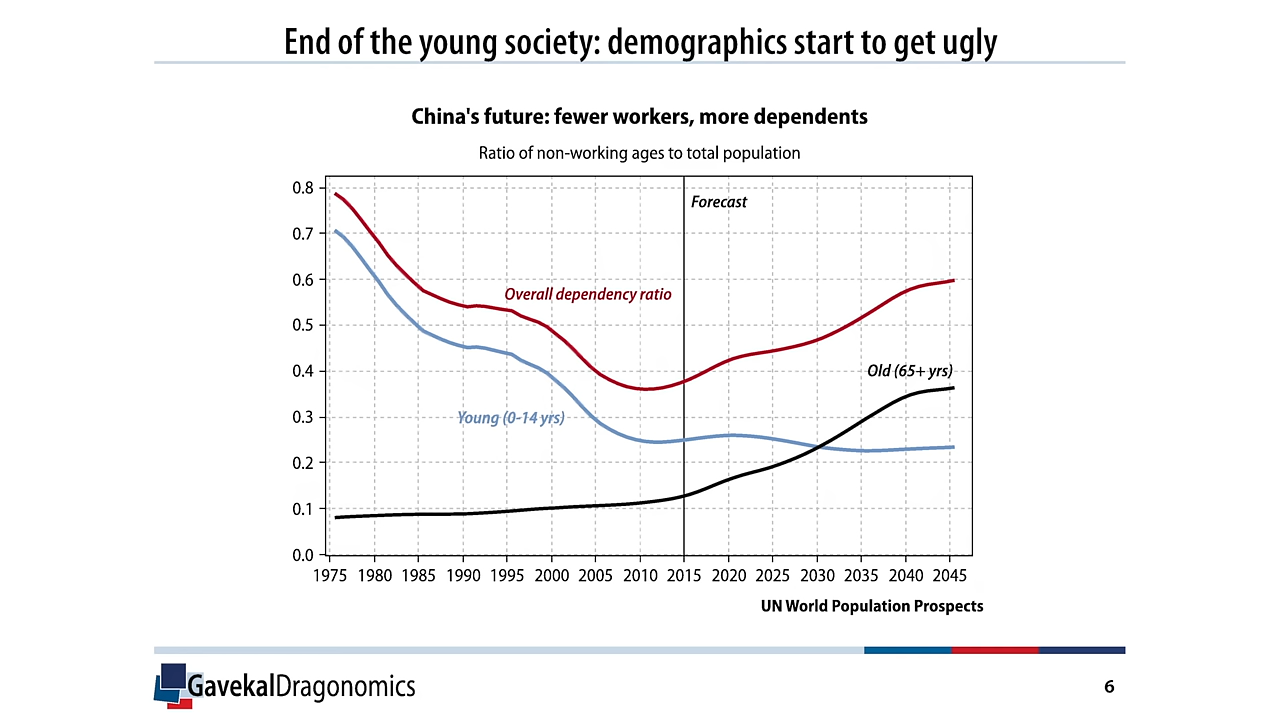 End of the young society: demographics start to get ugly
China's future: fewer workers, more dependents
Ratio of non-working ages to total population
0.8
0.7
0.6
0.5
0.4
0.3
0.2
0.1
0.0
Forecast
Overall dependency ratio
Old (65+ yrs)
Young (0-14 yrs)
1975 1980 1985 1990 1995 2000 2005 2010 2015 2020 2025 2030 2035 2040 2045
UN World Population Prospects
GavekalDragonomics
6